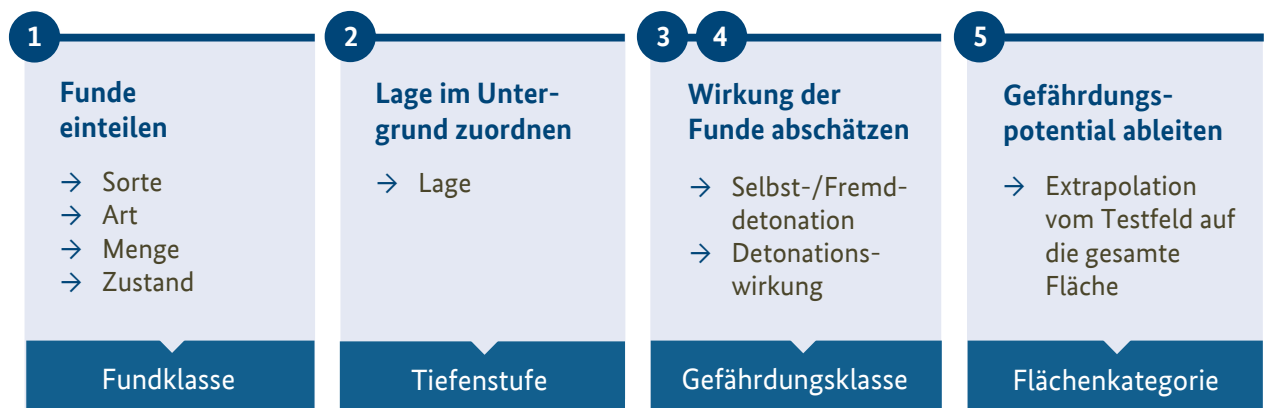 1
Funde
einteilen
→ Sorte
→ Art
→ Menge
→ Zustand
Fundklasse
2
Lage im Unter-
grund zuordnen
→ Lage
Tiefenstufe
3 4
Wirkung der
Funde abschätzen
→ Selbst-/Fremd-
detonation
→ Detonations-
wirkung
Gefährdungsklasse
5
Gefährdungs-
potential ableiten
→ Extrapolation
vom Testfeld auf
die gesamte
Fläche
Flächenkategorie